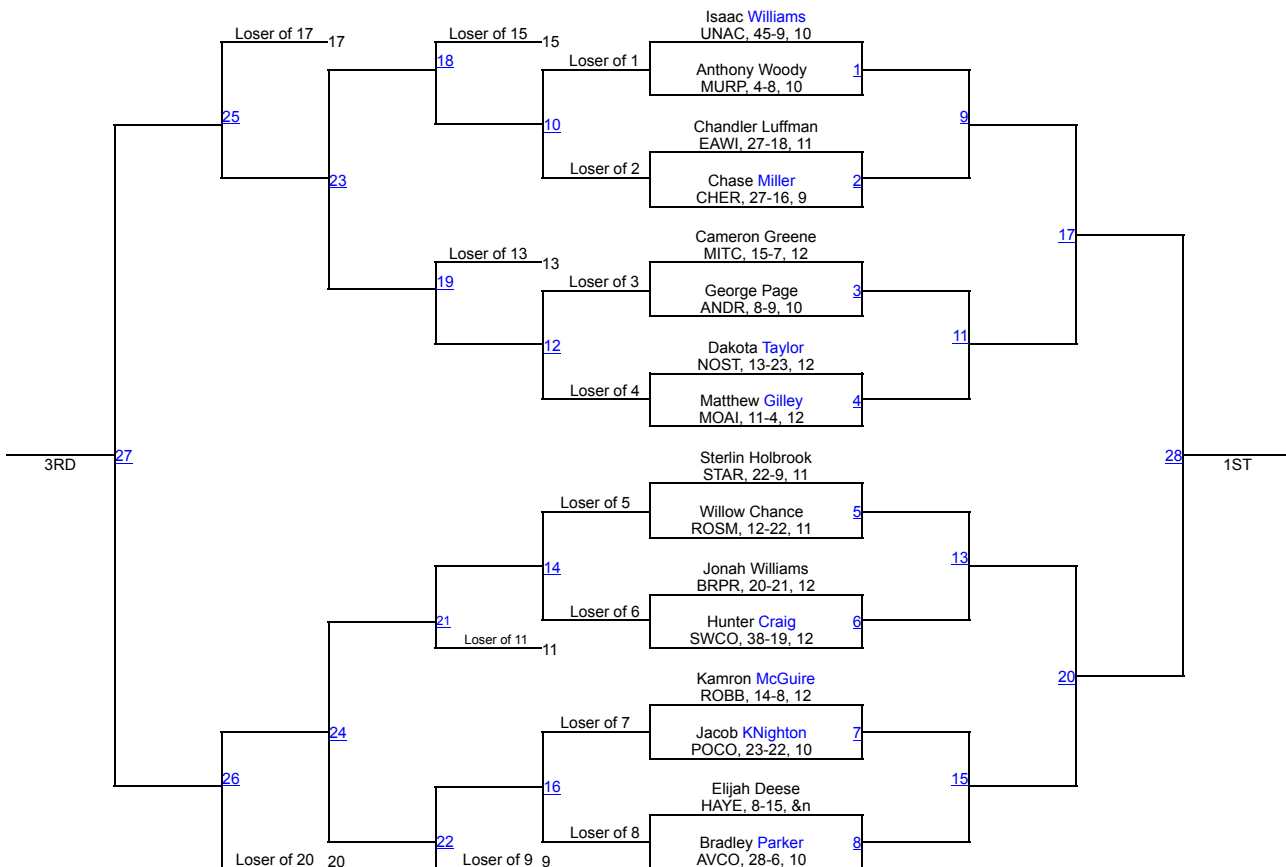 Isaac Williams
UNAC, 45-9, 10
Loser of 17 17
Loser of 15 15
18
Loser of 1
Anthony Woody 1
MURP, 4-8, 10
25
10
9
Chandler Luffman
EAWI, 27-18, 11
23
Loser of 2
Chase Miller 2
CHER, 27-16, 9
17
Cameron Greene
MITC, 15-7, 12
Loser of 13 13
19
Loser of 3
George Page 3
ANDR, 8-9, 10
12
11
Dakota Taylor
NOST, 13-23, 12
Loser of 4
Matthew Gilley 4
MOAI, 11-4, 12
3RD
27
Sterlin Holbrook
STAR, 22-9, 11
28
1ST
Loser of 5
Willow Chance 5
ROSM, 12-22, 11
14
13
Jonah Williams
BRPR, 20-21, 12
21
Loser of 6
Hunter Craig 6
SWCO, 38-19, 12
Loser of 11 11
20
Kamron McGuire
ROBB, 14-8, 12
24
Loser of 7
Jacob KNighton 7
POCO, 23-22, 10
26
16
15
Elijah Deese
HAYE, 8-15, &n
22
Loser of 8
Bradley Parker 8
AVCO, 28-6, 10
Loser of 20 20
Loser of 9 9